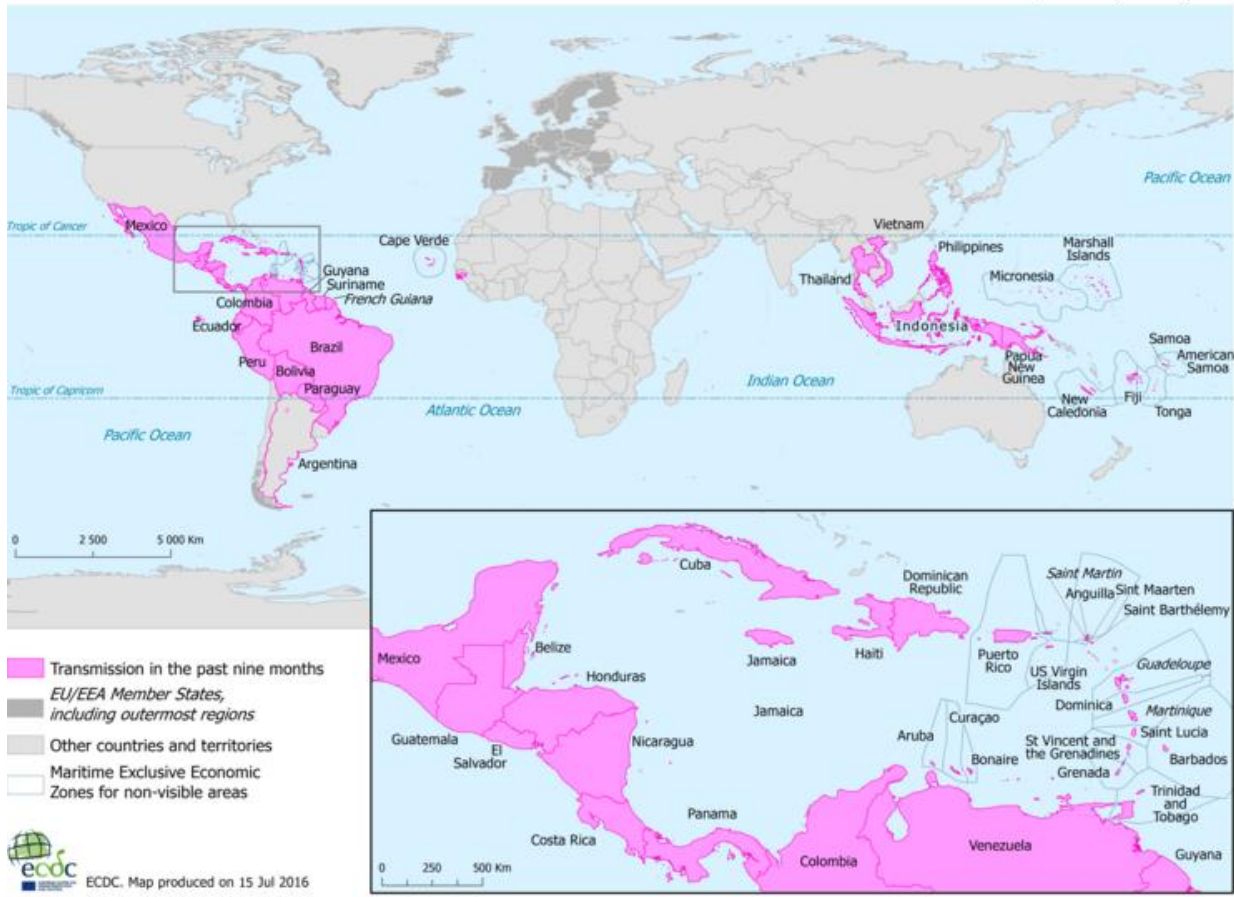 Pacific Ocean
Tropic of Cancer
Mexico
Cape Verde
Vietnam
Philippines
Marshall
Islands
Micronesia
Thailand
Guyana
Suriname
French Guiana
Colombia
Ecuador
Indonesia
Brazil
Peru
Bolivia
Paraguay
Papua
New
Guinea
Samoa
American
Samoa
Indian Ocean
Tropic of Capricorn
Atlantic Ocean
New
Caledonia
Fiji
Tonga
Pacific Ocean
Argentina
0 2 500 5 000 Km
Cuba
Dominican
Republic
Saint Martin
Anguilla
Sint Maarten
Saint Barthélemy
Mexico
Belize
Jamaica
Haiti
Puerto
Rico
US Virgin
Islands
Guadeloupe
Honduras
Dominica
Martinique
Jamaica
Curaçao
Saint Lucia
Aruba
Guatemala
El
Salvador
Nicaragua
Bonaire
St Vincent and
the Grenadines
Grenada
Barbados
Trinidad
and
Tobago
Panama
Costa Rica
Colombia
Venezuela
Guyana
0 250 500 Km
Transmission in the past nine months
EU/EEA Member States,
including outermost regions
Other countries and territories
Maritime Exclusive Economic
Zones for non-visible areas
ecdc
ECDC. Map produced on 15 Jul 2016